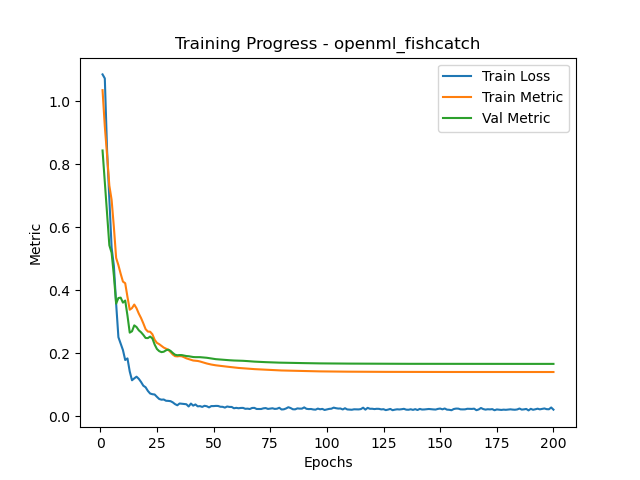 Training Progress - openml_fishcatch
Train Loss
Train Metric
Val Metric
Metric
1.0
0.8
0.6
0.4
0.2
0.0
0 25 50 75 100 125 150 175 200
Epochs